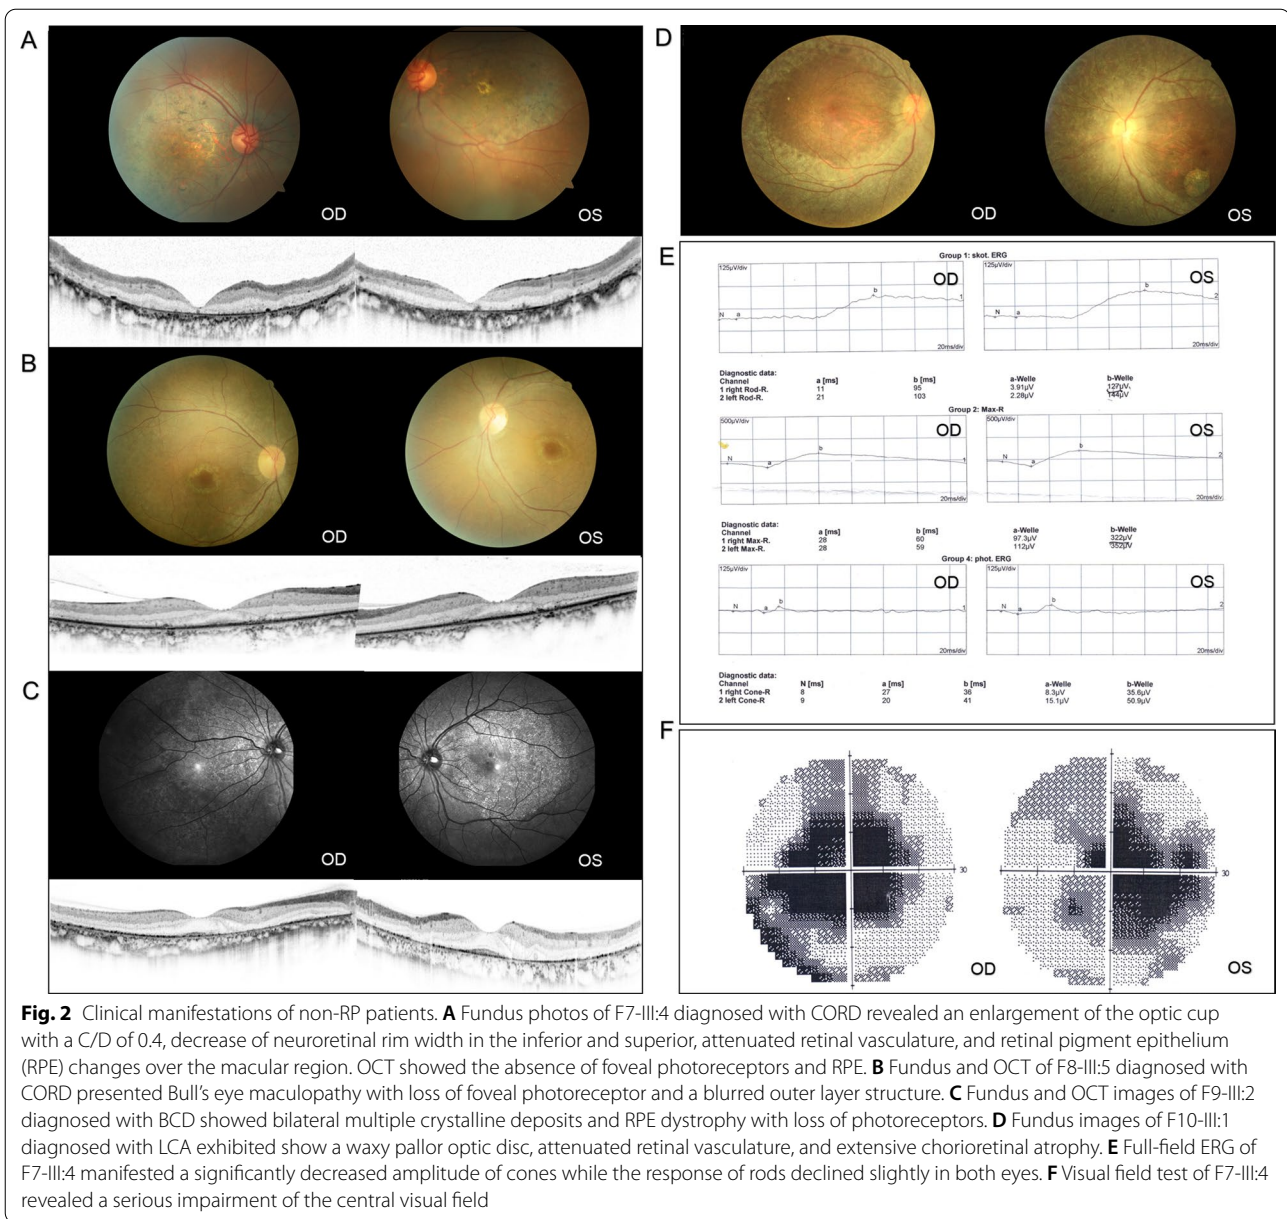 A
OD
OS
B
OD
OS
C
OD
OS
D
OD
OS
E
Group 1: skot. ERG
125µV/div
OD
N
a
b
1
20ms/div
125µV/div
OS
N
a
b
2
20ms/div
Diagnostic data:
Channel a [ms] b [ms] a-Welle b-Welle
1 right Rod-R. 11 95 3.91µV 127µV
2 left Rod-R. 21 103 2.28µV 144µV
Group 2: Max-R
500µV/div
OD
N
a
b
1
20ms/div
OS
N
a
b
2
20ms/div
Diagnostic data:
Channel a [ms] b [ms] a-Welle b-Welle
1 right Max-R. 28 60 97.3µV 322µV
2 left Max-R. 28 59 112µV 352µV
Group 4: phot. ERG
125µV/div
OD
N
a
b
1
20ms/div
125µV/div
OS
N
a
b
2
20ms/div
Diagnostic data:
Channel N [ms] a [ms] b [ms] a-Welle b-Welle
1 right Cone-R 8 27 36 8.3µV 35.6µV
2 left Cone-R 9 20 41 15.1µV 50.9µV
F
30
OD
30
OS
Fig. 2 Clinical manifestations of non-RP patients. A Fundus photos of F7-III:4 diagnosed with CORD revealed an enlargement of the optic cup
with a C/D of 0.4, decrease of neuroretinal rim width in the inferior and superior, attenuated retinal vasculature, and retinal pigment epithelium
(RPE) changes over the macular region. OCT showed the absence of foveal photoreceptors and RPE. B Fundus and OCT of F8-III:5 diagnosed with
CORD presented Bull's eye maculopathy with loss of foveal photoreceptor and a blurred outer layer structure. C Fundus and OCT images of F9-III:2
diagnosed with BCD showed bilateral multiple crystalline deposits and RPE dystrophy with loss of photoreceptors. D Fundus images of F10-III:1
diagnosed with LCA exhibited show a waxy pallor optic disc, attenuated retinal vasculature, and extensive chorioretinal atrophy. E Full-field ERG of
F7-III:4 manifested a significantly decreased amplitude of cones while the response of rods declined slightly in both eyes. F Visual field test of F7-III:4
revealed a serious impairment of the central visual field